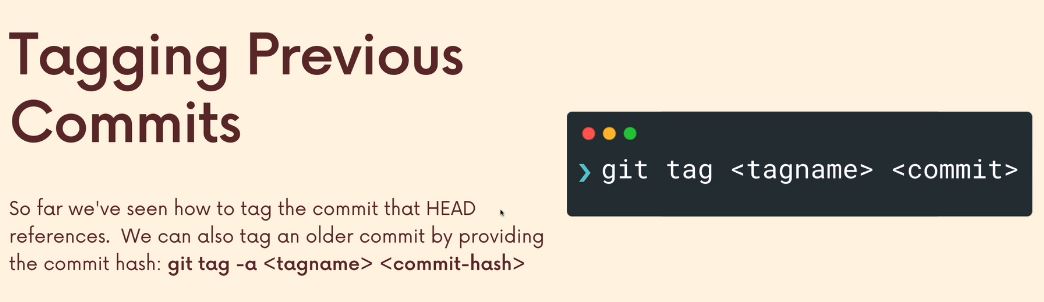 Tagging Previous
Commits
So far we've seen how to tag the commit that HEAD
references.  We can also tag an older commit by providing
the commit hash: git tag -a <tagname> <commit-hash>
❯ git tag <tagname> <commit>